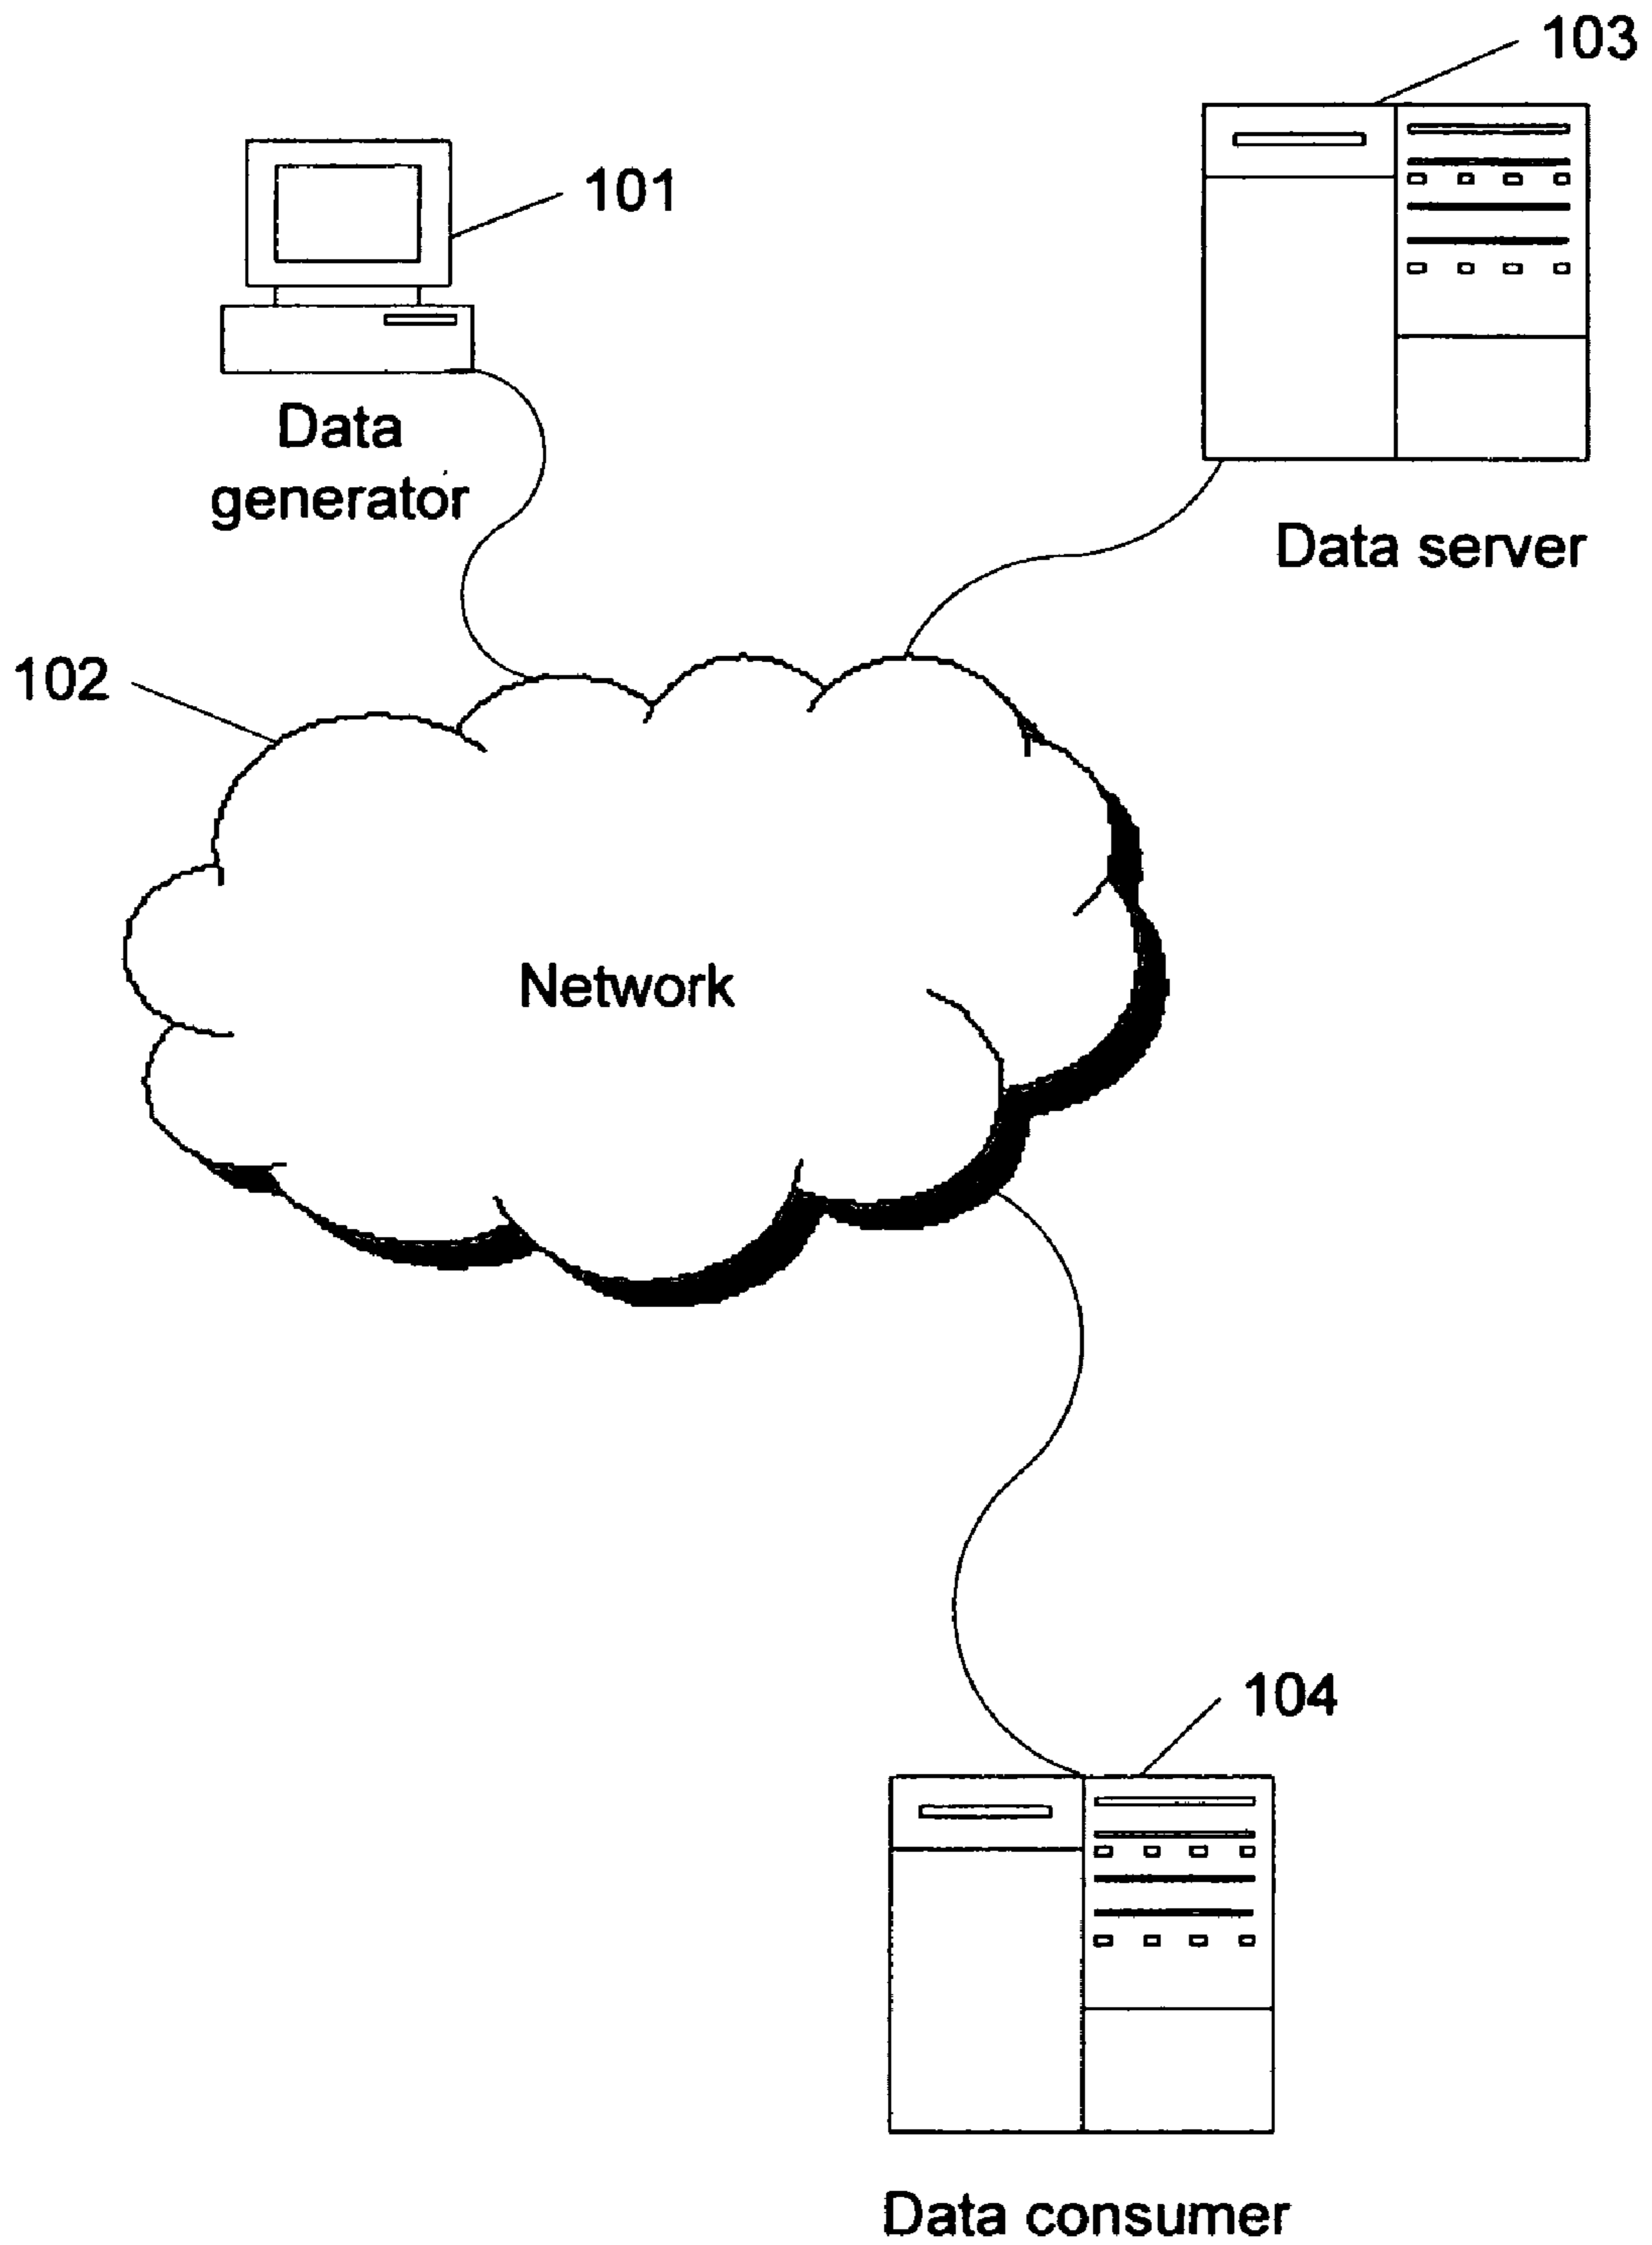 103
101
Data
generator
Data server
102
Network
104
Data consumer